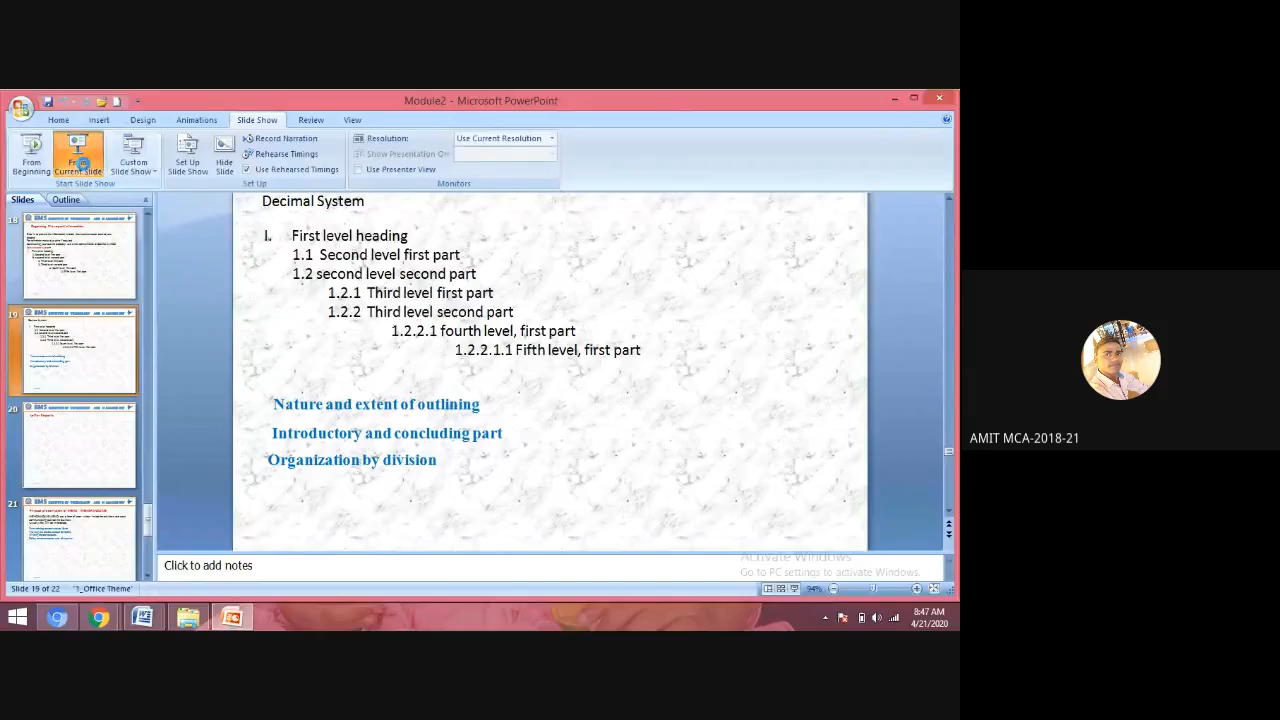 Module2 - Microsoft PowerPoint
Home Insert Design Animations Slide Show Review View
From Beginning
From Current Slide
Custom Slide Show
Start Slide Show
Set Up Slide Show
Hide Slide
Record Narration
Rehearse Timings
Use Rehearsed Timings
Set Up
Resolution: Use Current Resolution
Show Presentation On:
Use Presenter View
Monitors
Slides Outline
18
19
20
21
Decimal System
I. First level heading
1.1 Second level first part
1.2 second level second part
1.2.1 Third level first part
1.2.2 Third level second part
1.2.2.1 fourth level, first part
1.2.2.1.1 Fifth level, first part
Nature and extent of outlining
Introductory and concluding part
Organization by division
Click to add notes
Activate Windows
Go to PC settings to activate Windows.
Slide 19 of 22 "1_Office Theme"
94%
8:47 AM
4/21/2020
AMIT MCA-2018-21